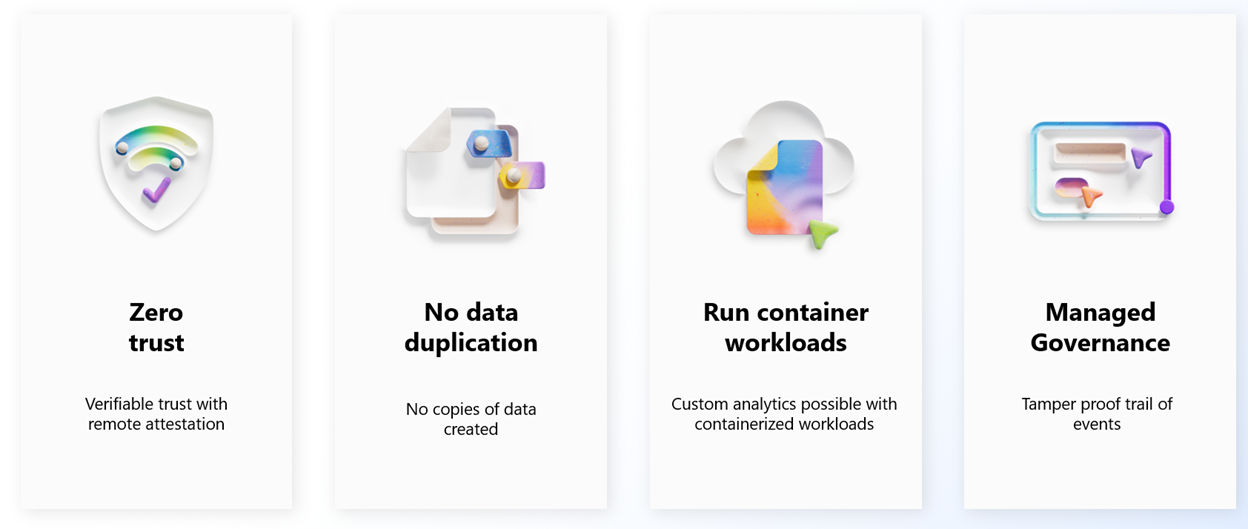 Zero
trust
Verifiable trust with
remote attestation
No data
duplication
No copies of data
created
Run container
workloads
Custom analytics possible with
containerized workloads
Managed
Governance
Tamper proof trail of
events